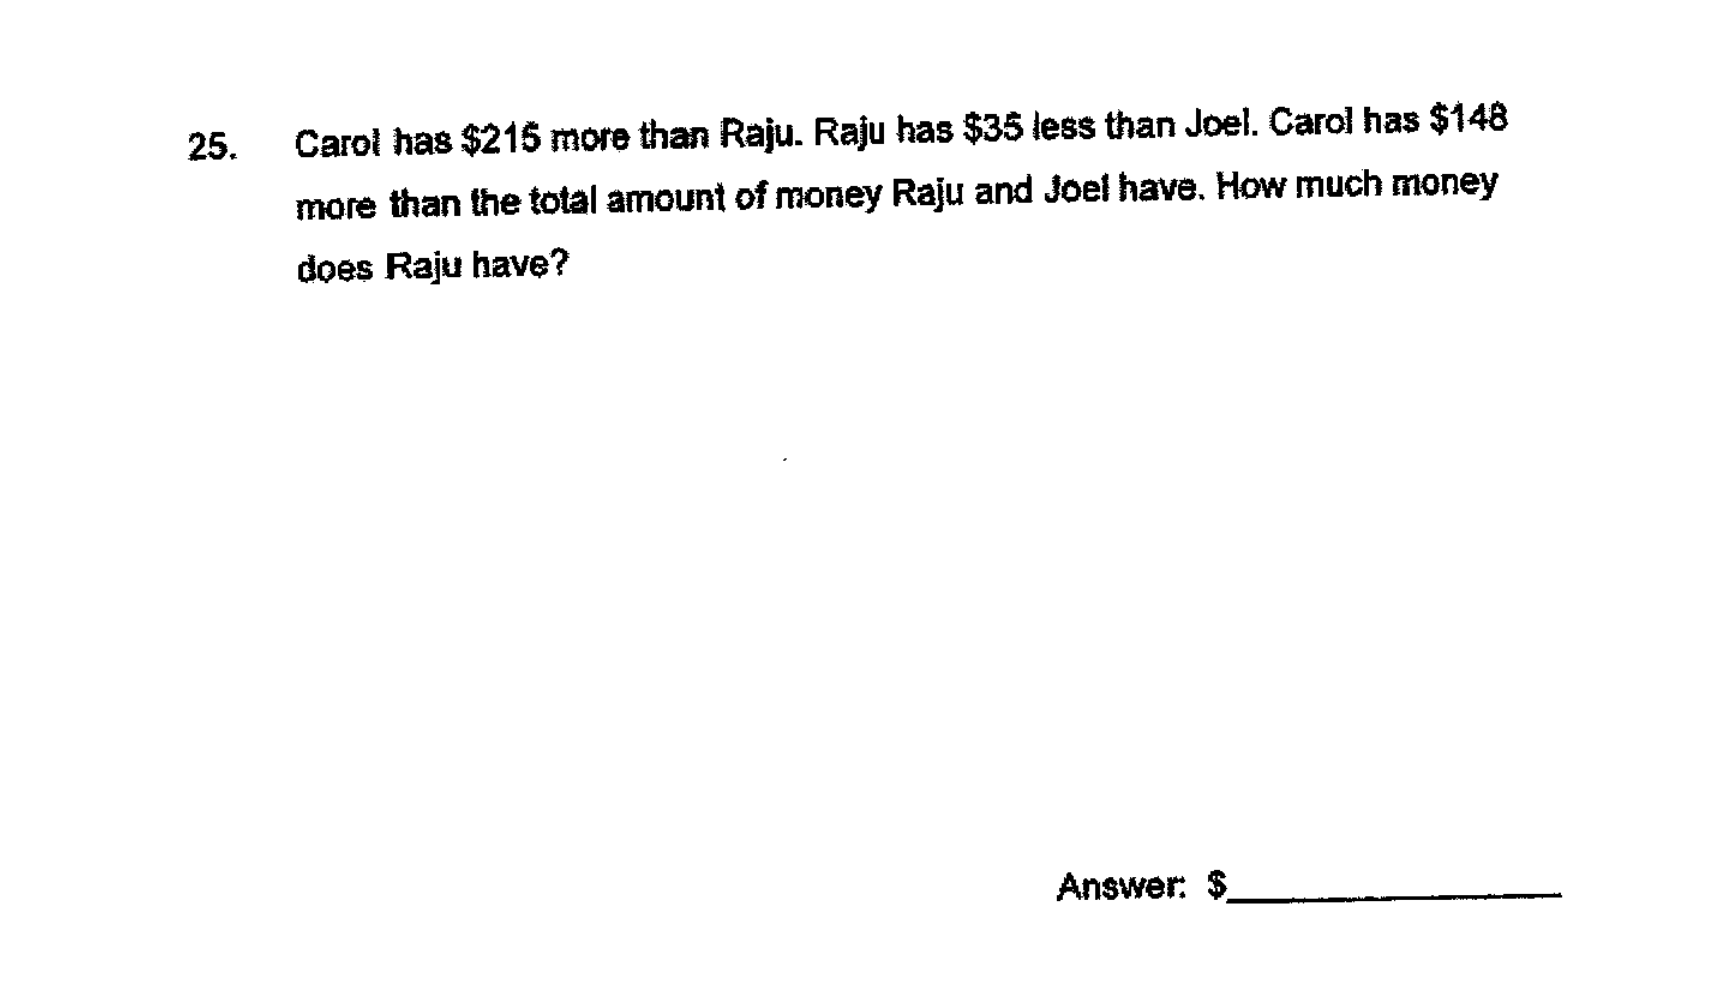 25. Carol has $215 more than Raju. Raju has $35 less than Joel. Carol has $148
more than the total amount of money Raju and Joel have. How much money
does Raju have?
Answer: $